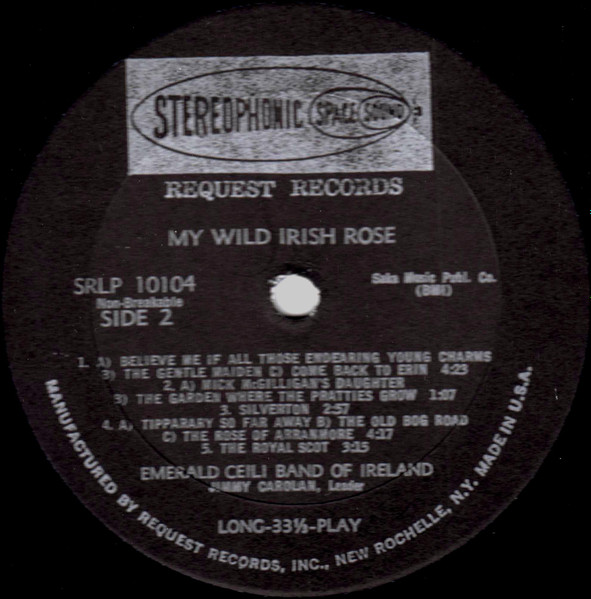 STEREOPHONIC SPACE SOUND
REQUEST RECORDS
MY WILD IRISH ROSE
SRLP 10104
Non-Breakable
SIDE 2
Saka Music Publ. Co.
(BMI)
1. A) BELIEVE ME IF ALL THOSE ENDEARING YOUNG CHARMS
B) THE GENTLE MAIDEN C) COME BACK TO ERIN 4:23
2. A) MICK McGILLIGAN'S DAUGHTER
B) THE GARDEN WHERE THE PRATTIES GROW
3. SILVERTON 2:57
4. A) TIPPARARY SO FAR AWAY B) THE OLD BOG ROAD
C) THE ROSE OF ARRANMORE 4:17
5. THE ROYAL SCOT 3:15
EMERALD CEILI BAND OF IRELAND
JIMMY CAROLAN, Leader
LONG-33⅓-PLAY
MANUFACTURED BY REQUEST RECORDS, INC., NEW ROCHELLE, N.Y. MADE IN U.S.A.